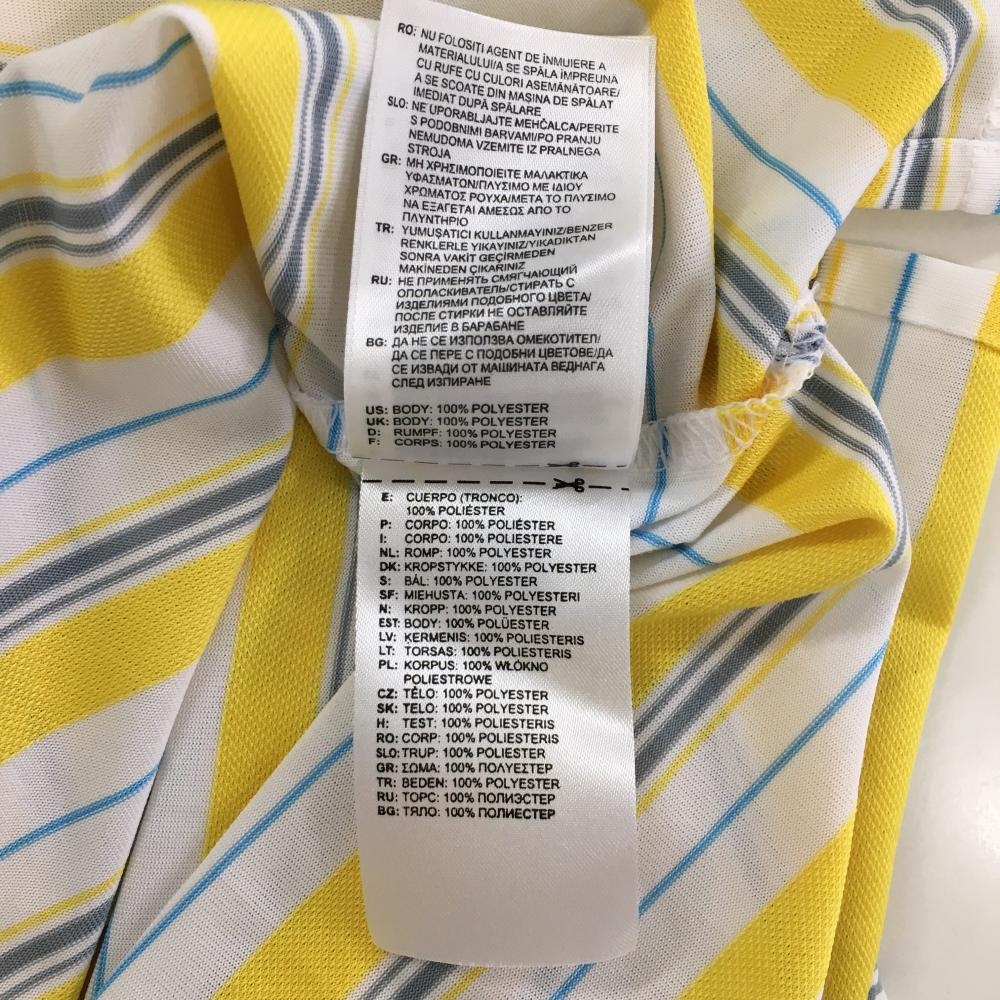 RO: NU FOLOSITI AGENT DE ÎNMUIERE A
MATERIALULUI/A SE SPĂLA ÎMPREUNĂ
CU RUFE CU CULORI ASEMĂNĂTOARE/
A SE SCOATE DIN MASINA DE SPĂLAT
IMEDIAT DUPĂ SPĂLARE
SLO: NE UPORABLJAJTE MEHČALCA/PERITE
S PODOBNIMI BARVAMI/PO PRANJU
NEMUDOMA VZEMITE IZ PRALNEGA
STROJA
GR: ΜΗ ΧΡΗΣΙΜΟΠΟΙΕΙΤΕ ΜΑΛΑΚΤΙΚΑ
ΥΦΑΣΜΑΤΩΝ/ΠΛΥΣΙΜΟ ΜΕ ΙΔΙΟΥ
ΧΡΩΜΑΤΟΣ ΡΟΥΧΑ/ΜΕΤΑ ΤΟ ΠΛΥΣΙΜΟ
ΝΑ ΕΞΑΓΕΤΑΙ ΑΜΕΣΩΣ ΑΠΟ ΤΟ
ΠΛΥΝΤΗΡΙΟ
TR: YUMUŞATICI KULLANMAYINIZ/BENZER
RENKLERLE YIKAYINIZ/YIKADIKTAN
SONRA VAKİT GEÇİRMEDEN
MAKİNEDEN ÇIKARINIZ
RU: НЕ ПРИМЕНЯТЬ СМЯГЧАЮЩИЙ
ОПОЛАСКИВАТЕЛЬ/СТИРАТЬ С
ИЗДЕЛИЯМИ ПОДОБНОГО ЦВЕТА/
ПОСЛЕ СТИРКИ НЕ ОСТАВЛЯЙТЕ
ИЗДЕЛИЕ В БАРАБАНЕ
BG: ДА НЕ СЕ ИЗПОЛЗВА ОМЕКОТИТЕЛ/
ДА СЕ ПЕРЕ С ПОДОБНИ ЦВЕТОВЕ/ДА
СЕ ИЗВАДИ ОТ МАШИНАТА ВЕДНАГА
СЛЕД ИЗПИРАНЕ
US: BODY: 100% POLYESTER
UK: BODY: 100% POLYESTER
D: RUMPF: 100% POLYESTER
F: CORPS: 100% POLYESTER
E: CUERPO (TRONCO):
100% POLIÉSTER
P: CORPO: 100% POLIÉSTER
I: CORPO: 100% POLIESTERE
NL: ROMP: 100% POLYESTER
DK: KROPSTYKKE: 100% POLYESTER
S: BÅL: 100% POLYESTER
SF: MIEHUSTA: 100% POLYESTERI
N: KROPP: 100% POLYESTER
EST: BODY: 100% POLÜESTER
LV: ĶERMENIS: 100% POLIESTERIS
LT: TORSAS: 100% POLIESTERIS
PL: KORPUS: 100% WŁÓKNO
POLIESTROWE
CZ: TĚLO: 100% POLYESTER
SK: TELO: 100% POLYESTER
H: TEST: 100% POLIESTERIS
RO: CORP: 100% POLIESTERIS
SLO: TRUP: 100% POLIESTER
GR: ΣΩΜΑ: 100% ΠΟΛΥΕΣΤΕΡ
TR: BEDEN: 100% POLYESTER
RU: ТОРС: 100% ПОЛИЭСТЕР
BG: ТЯЛО: 100% ПОЛИЕСТЕР